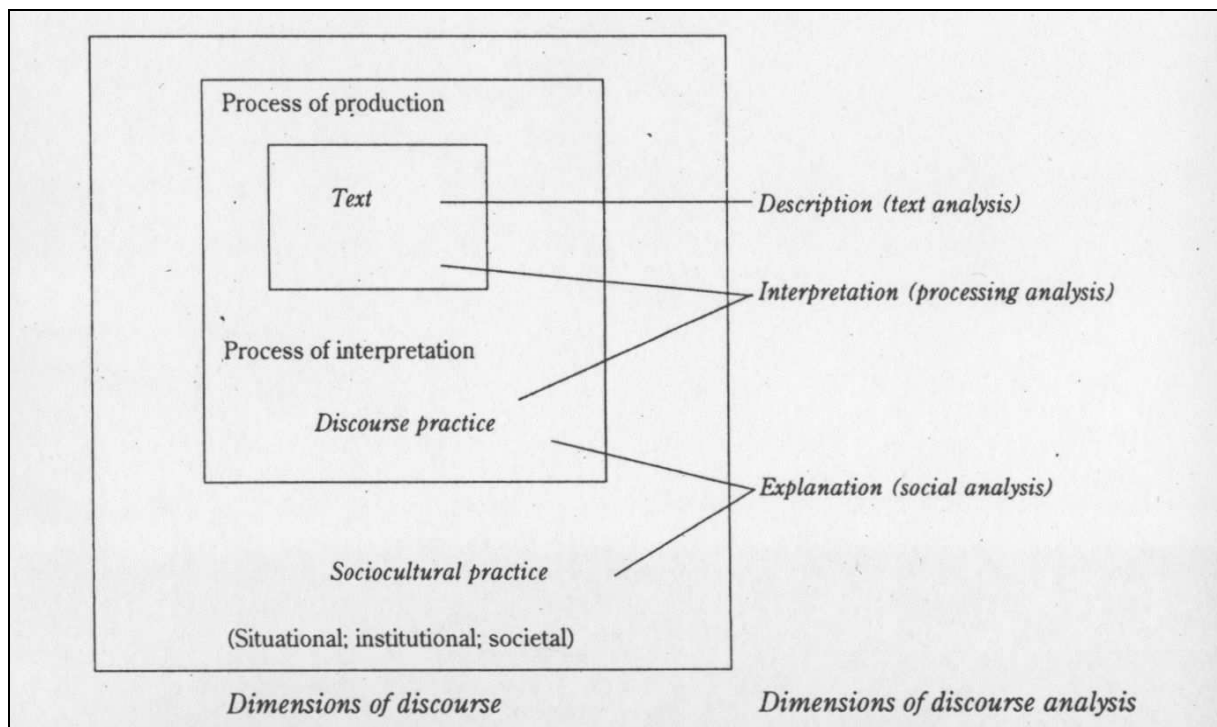 Process of production
Text
Description (text analysis)
Interpretation (processing analysis)
Process of interpretation
Discourse practice
Explanation (social analysis)
Sociocultural practice
(Situational; institutional; societal)
Dimensions of discourse
Dimensions of discourse analysis